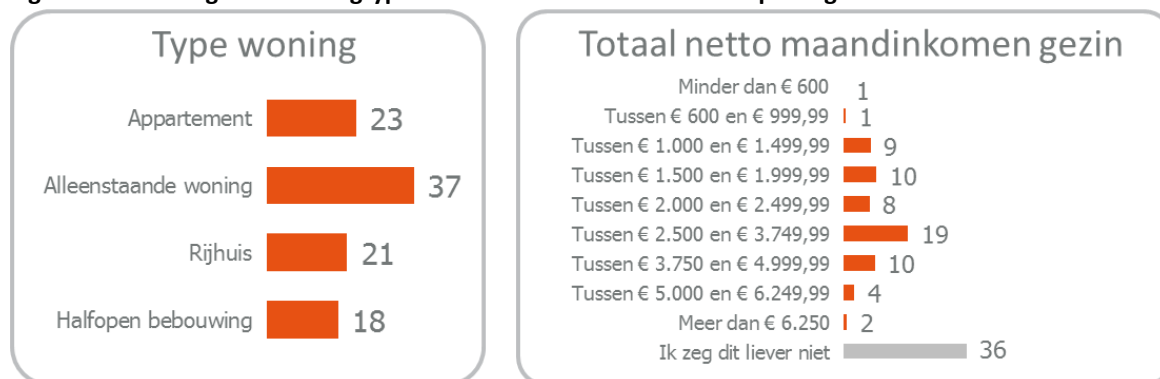 Type woning
Appartement 23
Alleenstaande woning 37
Rijhuis 21
Halfopen bebouwing 18
Totaal netto maandinkomen gezin
Minder dan € 600 1
Tussen € 600 en € 999,99 1
Tussen € 1.000 en € 1.499,99 9
Tussen € 1.500 en € 1.999,99 10
Tussen € 2.000 en € 2.499,99 8
Tussen € 2.500 en € 3.749,99 19
Tussen € 3.750 en € 4.999,99 10
Tussen € 5.000 en € 6.249,99 4
Meer dan € 6.250 2
Ik zeg dit liever niet 36